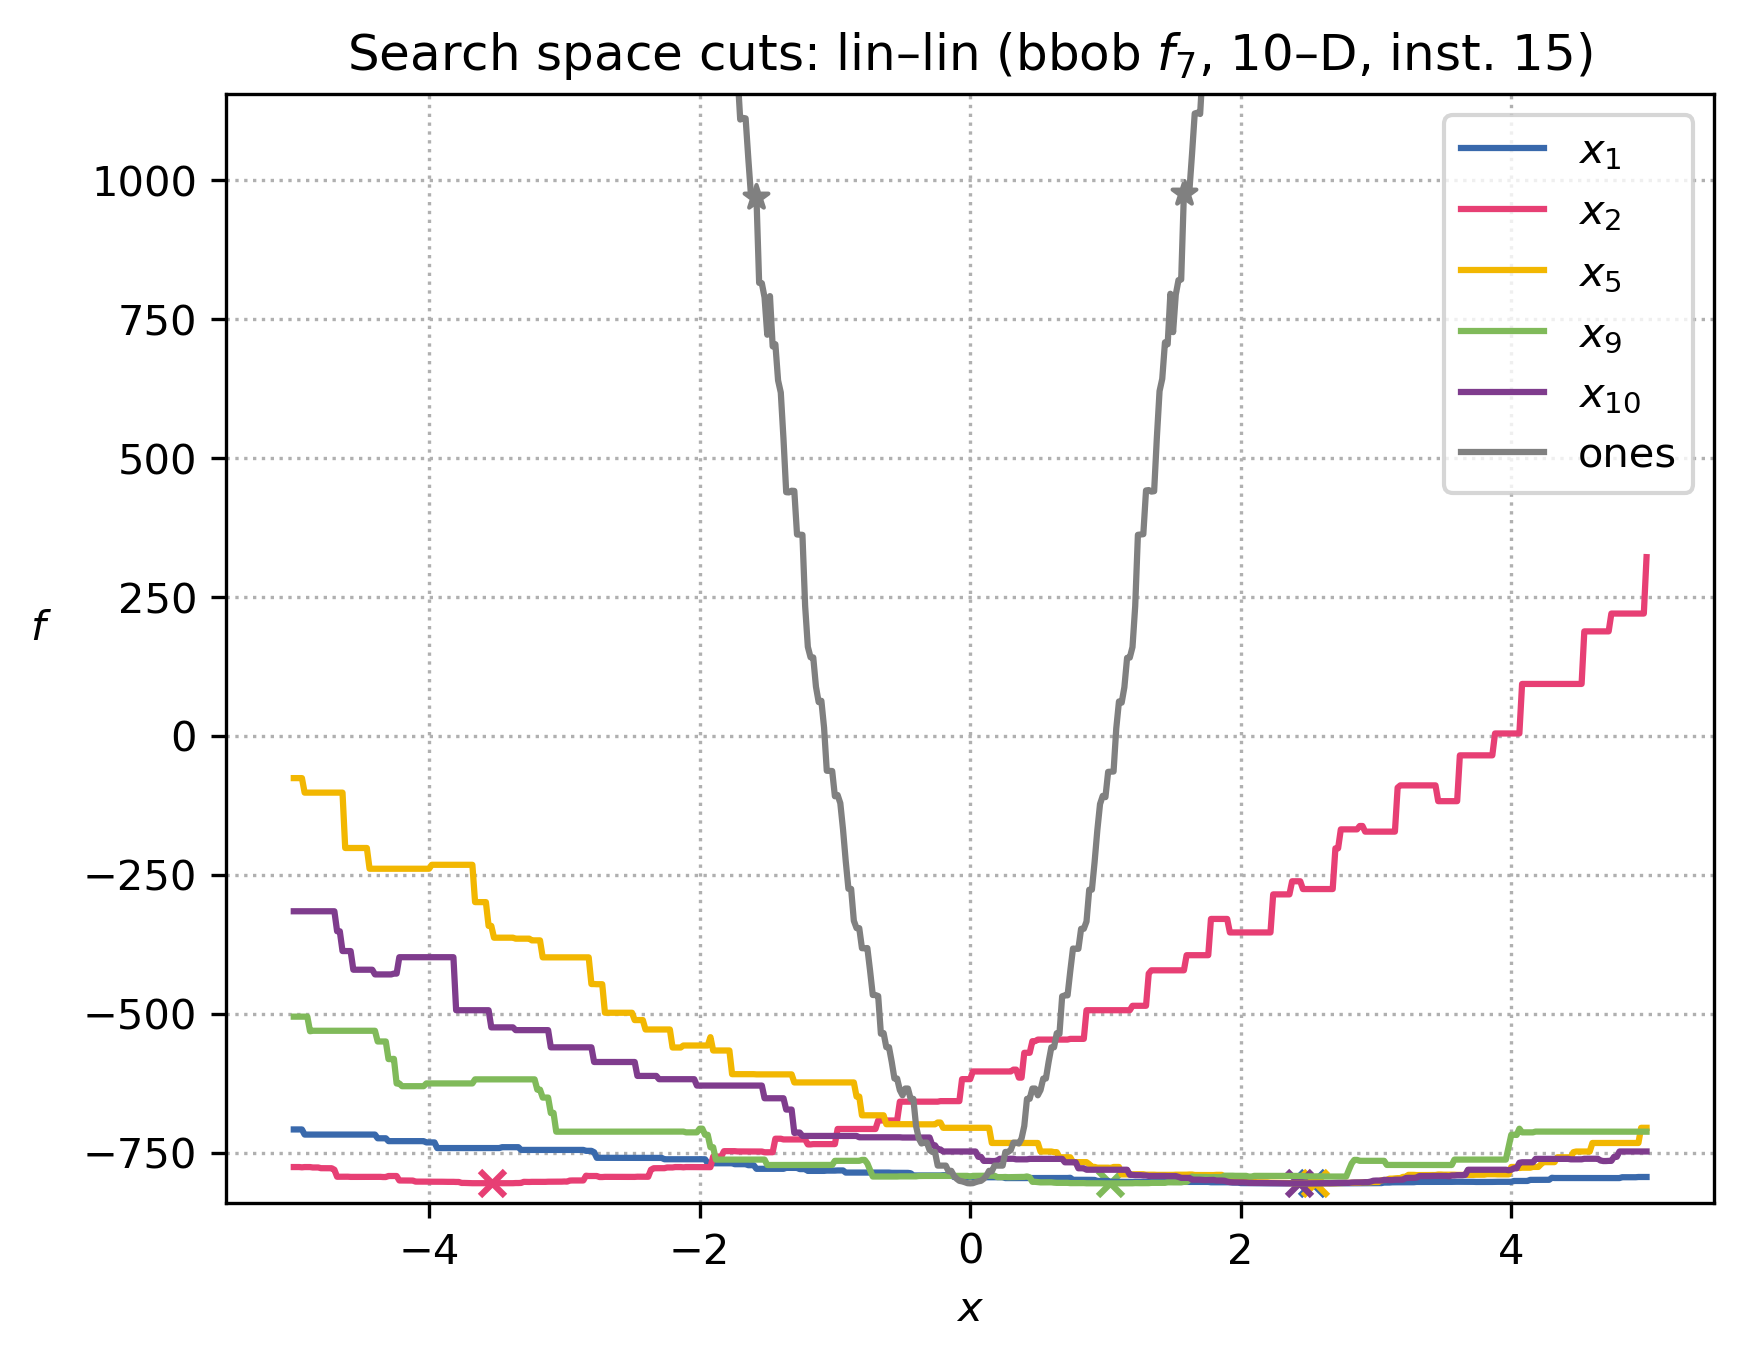 Search space cuts: lin–lin (bbob f₇, 10–D, inst. 15)
1000
750
500
250
0
−250
−500
−750
f
−4
−2
0
2
4
x
x₁
x₂
x₅
x₉
x₁₀
ones